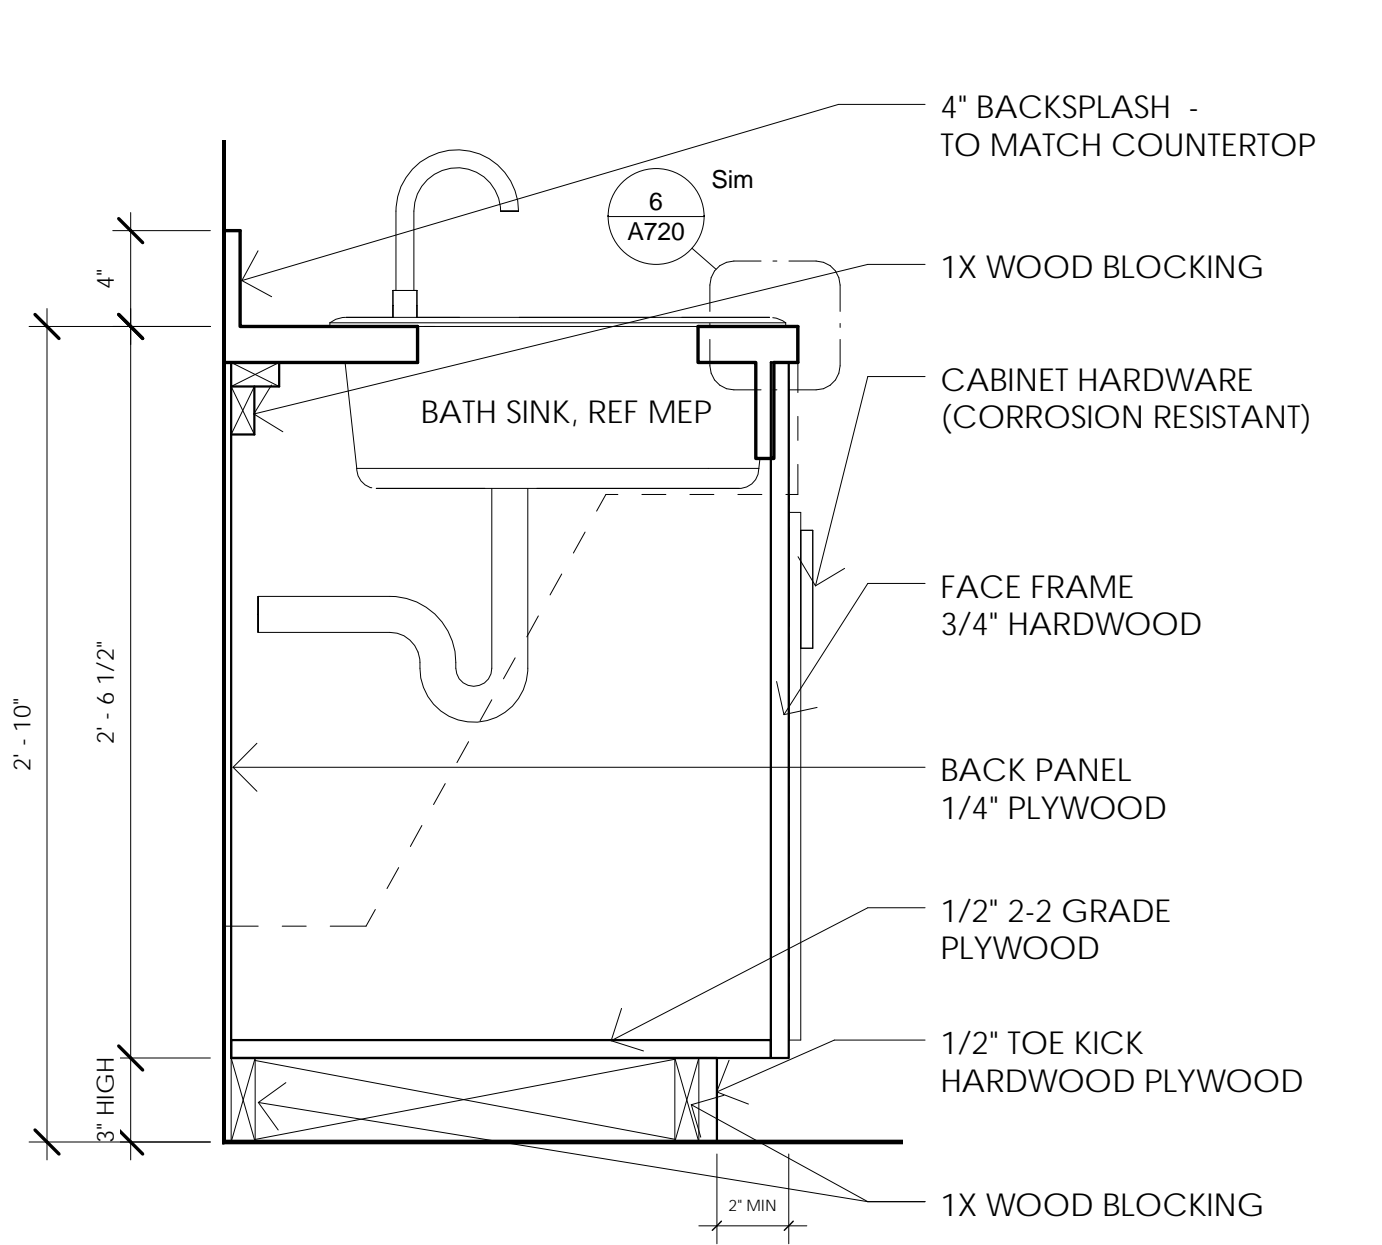 4" BACKSPLASH -
TO MATCH COUNTERTOP
Sim
6
A720
1X WOOD BLOCKING
4"
CABINET HARDWARE
(CORROSION RESISTANT)
BATH SINK, REF MEP
FACE FRAME
3/4" HARDWOOD
2' - 6 1/2"
2' - 10"
BACK PANEL
1/4" PLYWOOD
1/2" 2-2 GRADE
PLYWOOD
1/2" TOE KICK
HARDWOOD PLYWOOD
3" HIGH
2" MIN
1X WOOD BLOCKING